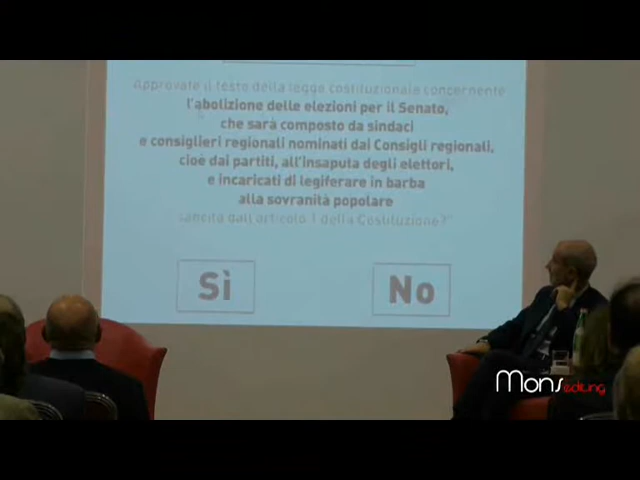 Approvate il testo della legge costituzionale concernente
l'abolizione delle elezioni per il Senato,
che sarà composto da sindaci
e consiglieri regionali nominati dai Consigli regionali,
cioè dai partiti, all'insaputa degli elettori,
e incaricati di legiferare in barba
alla sovranità popolare
sancita dall'articolo 1 della Costituzione?"
Sì
No
Mons editing